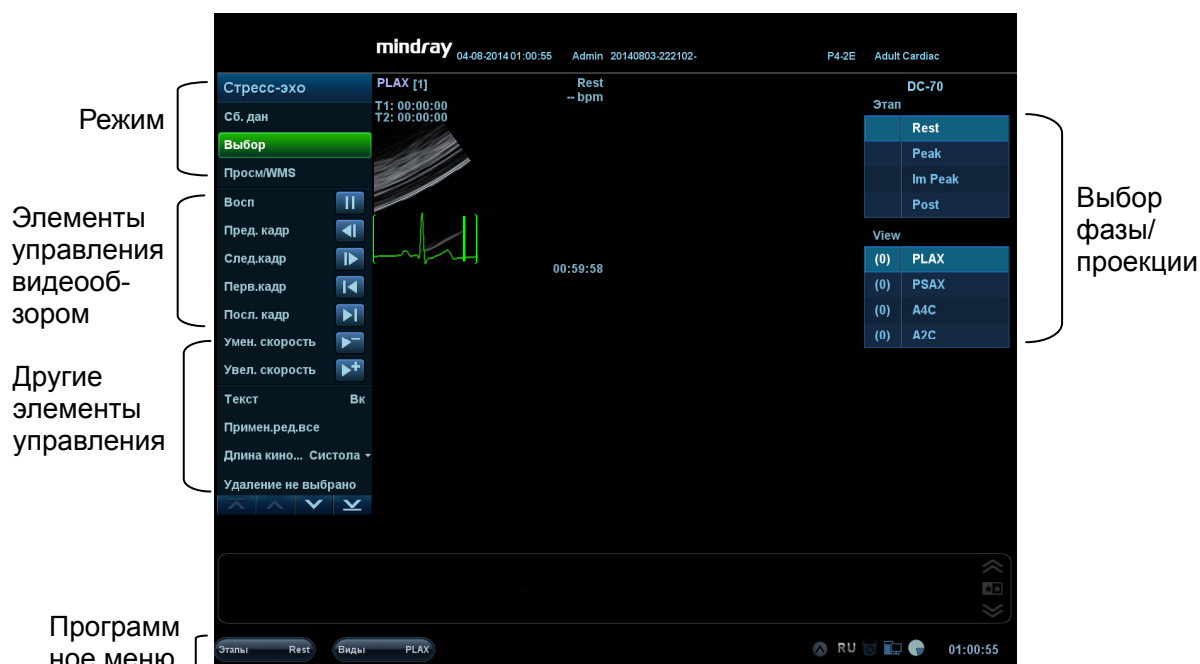 mindray 04-08-2014 01:00:55 Admin 20140803-222102- P4-2E Adult Cardiac
Режим
Стресс-эхо
Сб. дан
Выбор
Просм/WMS
Элементы
управления
видеооб-
зором
Восп
Пред. кадр
След.кадр
Перв.кадр
Посл. кадр
Другие
элементы
управления
Умен. скорость
Увел. скорость
Текст Вк
Примен.ред.все
Длина кино... Систола
Удаление не выбрано
PLAX [1] Rest
-- bpm
T1: 00:00:00
T2: 00:00:00
00:59:58
DC-70
Этап
Rest
Peak
Im Peak
Post
View
(0) PLAX
(0) PSAX
(0) A4C
(0) A2C
Выбор
фазы/
проекции
Программ
ное меню
Этапы Rest Виды PLAX RU 01:00:55